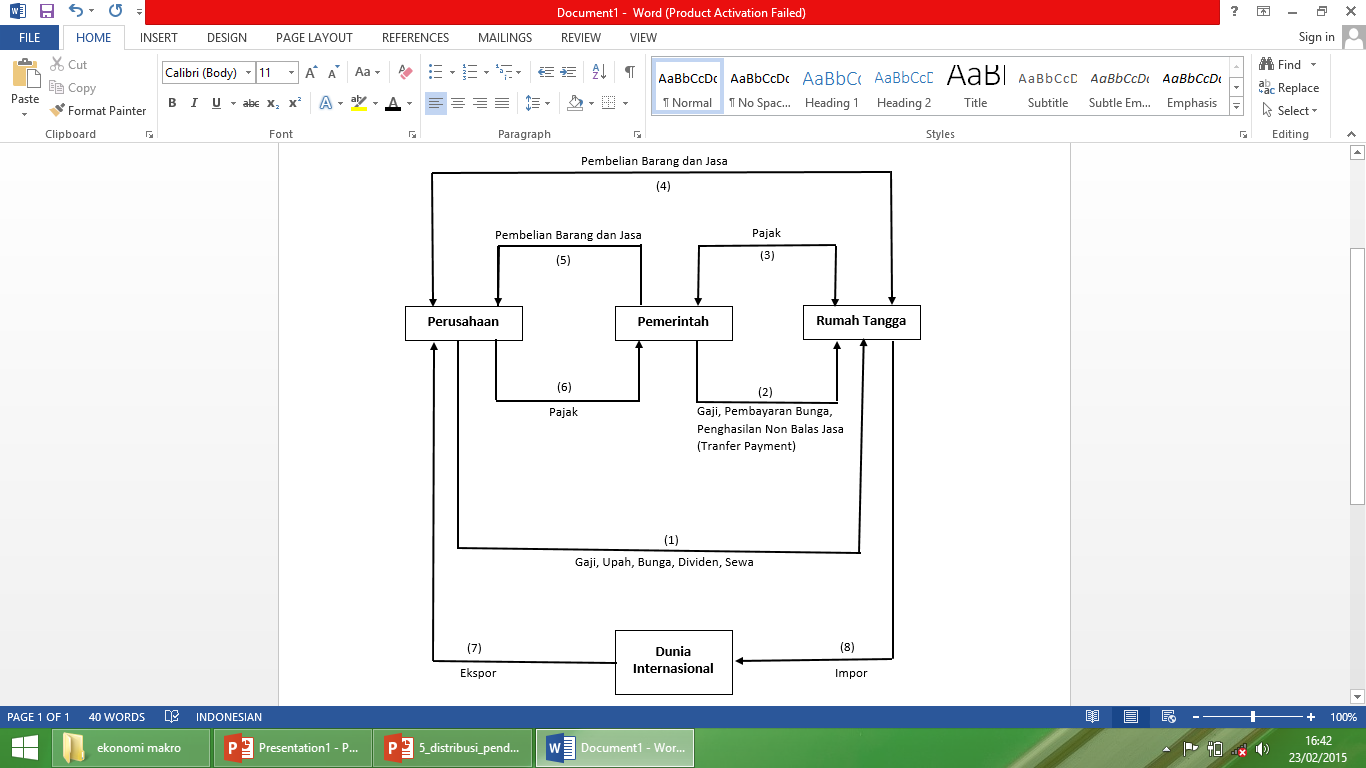 Document1 - Word (Product Activation Failed)
FILE HOME INSERT DESIGN PAGE LAYOUT REFERENCES MAILINGS REVIEW VIEW Sign in
Paste
Cut
Copy
Format Painter
Clipboard
Calibri (Body) 11
Font
Paragraph
AaBbCcDc AaBbCcDc AaBbCc AaBbCcD AaBl AaBbCcD AaBbCcDc AaBbCcDc
¶ Normal ¶ No Spac... Heading 1 Heading 2 Title Subtitle Subtle Em... Emphasis
Styles
Find
Replace
Select
Editing
Pembelian Barang dan Jasa
(4)
Pembelian Barang dan Jasa
(5)
Pajak
(3)
Perusahaan
Pemerintah
Rumah Tangga
(6)
Pajak
(2)
Gaji, Pembayaran Bunga,
Penghasilan Non Balas Jasa
(Tranfer Payment)
(1)
Gaji, Upah, Bunga, Dividen, Sewa
(7)
Ekspor
Dunia
Internasional
(8)
Impor
PAGE 1 OF 1 40 WORDS INDONESIAN 100%
ekonomi makro Presentation1 - P... 5_distribusi_pend... Document1 - Wor...
16:42
23/02/2015